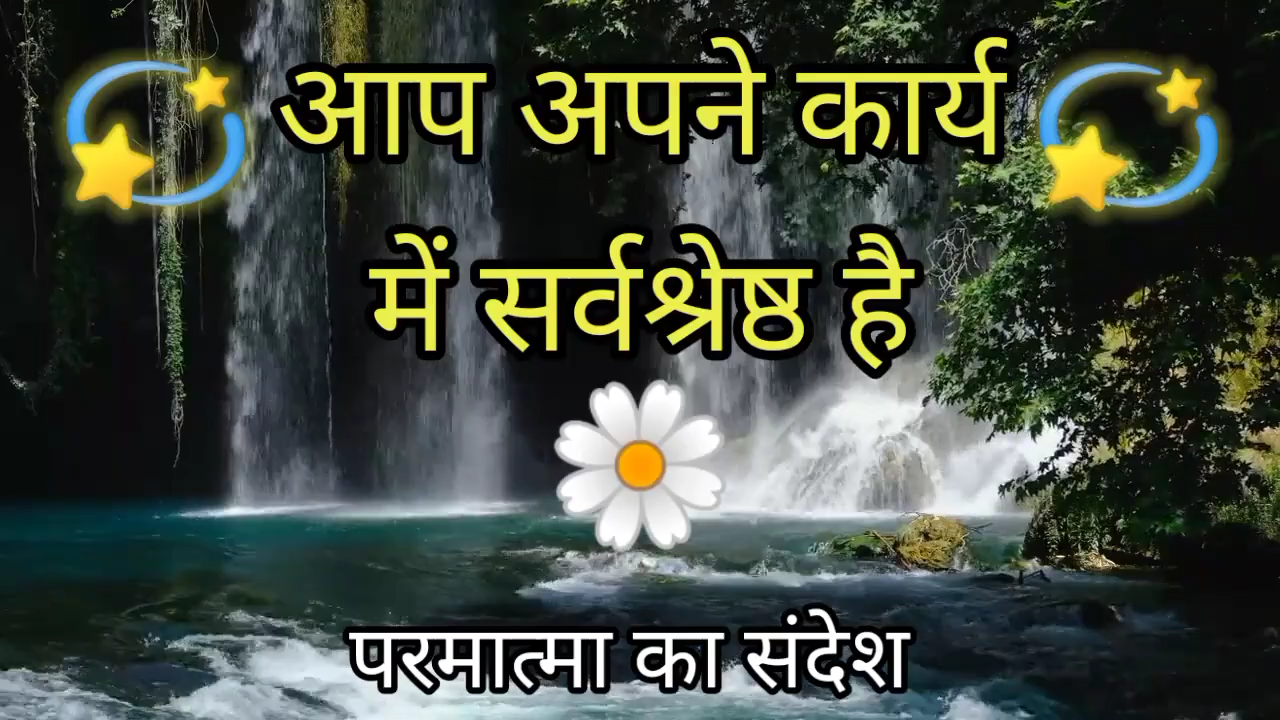 आप अपने कार्य
में सर्वश्रेष्ठ है
परमात्मा का संदेश